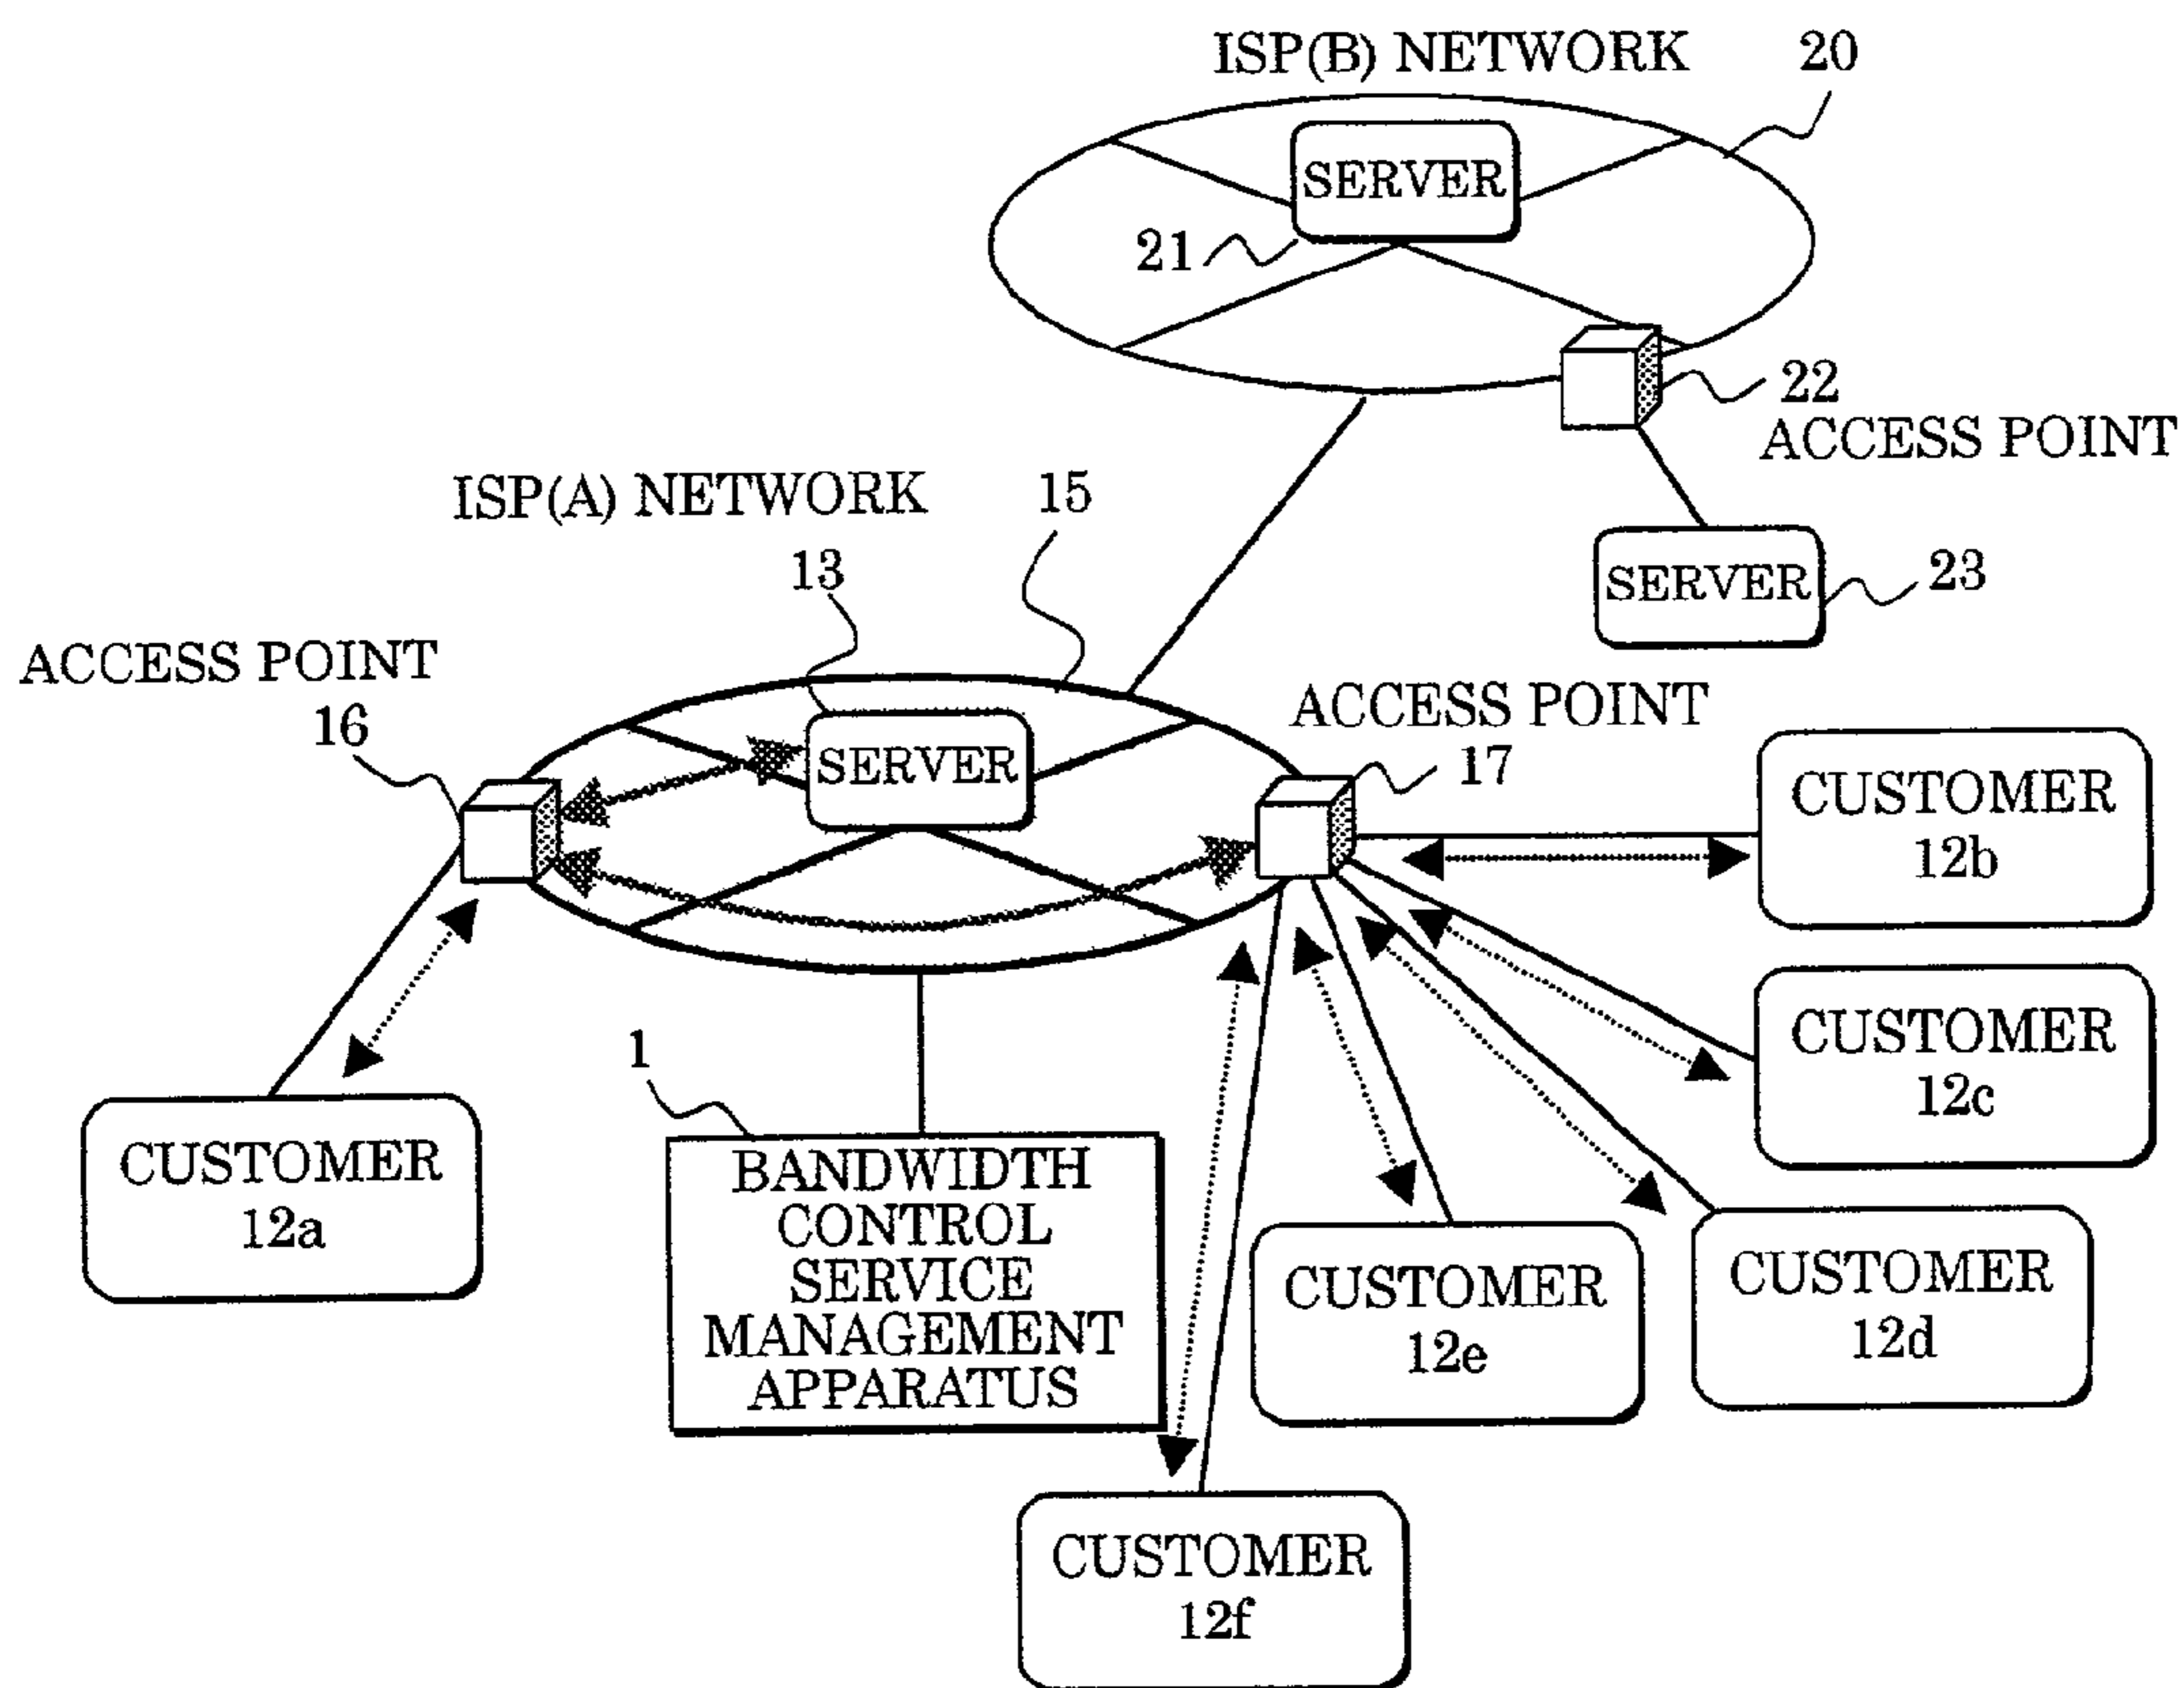 ISP(B) NETWORK
20
SERVER
21
22
ACCESS POINT
ISP(A) NETWORK
15
13
SERVER
23
ACCESS POINT
16
SERVER
ACCESS POINT
17
CUSTOMER
12b
CUSTOMER
12c
1
CUSTOMER
12a
BANDWIDTH
CONTROL
SERVICE
MANAGEMENT
APPARATUS
CUSTOMER
12e
CUSTOMER
12d
CUSTOMER
12f